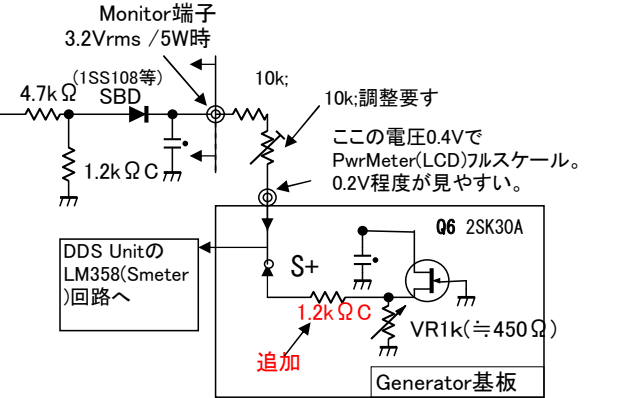 Monitor端子
3.2Vrms /5W時
(1SS108等)
4.7kΩ
SBD
10k;
10k;調整要す
1.2kΩC
ここの電圧0.4Vで
PwrMeter(LCD)フルスケール。
0.2V程度が見やすい。
Q6 2SK30A
DDS Unitの
LM358(Smeter
)回路へ
S+
1.2kΩC
VR1k(≒450Ω)
追加
Generator基板